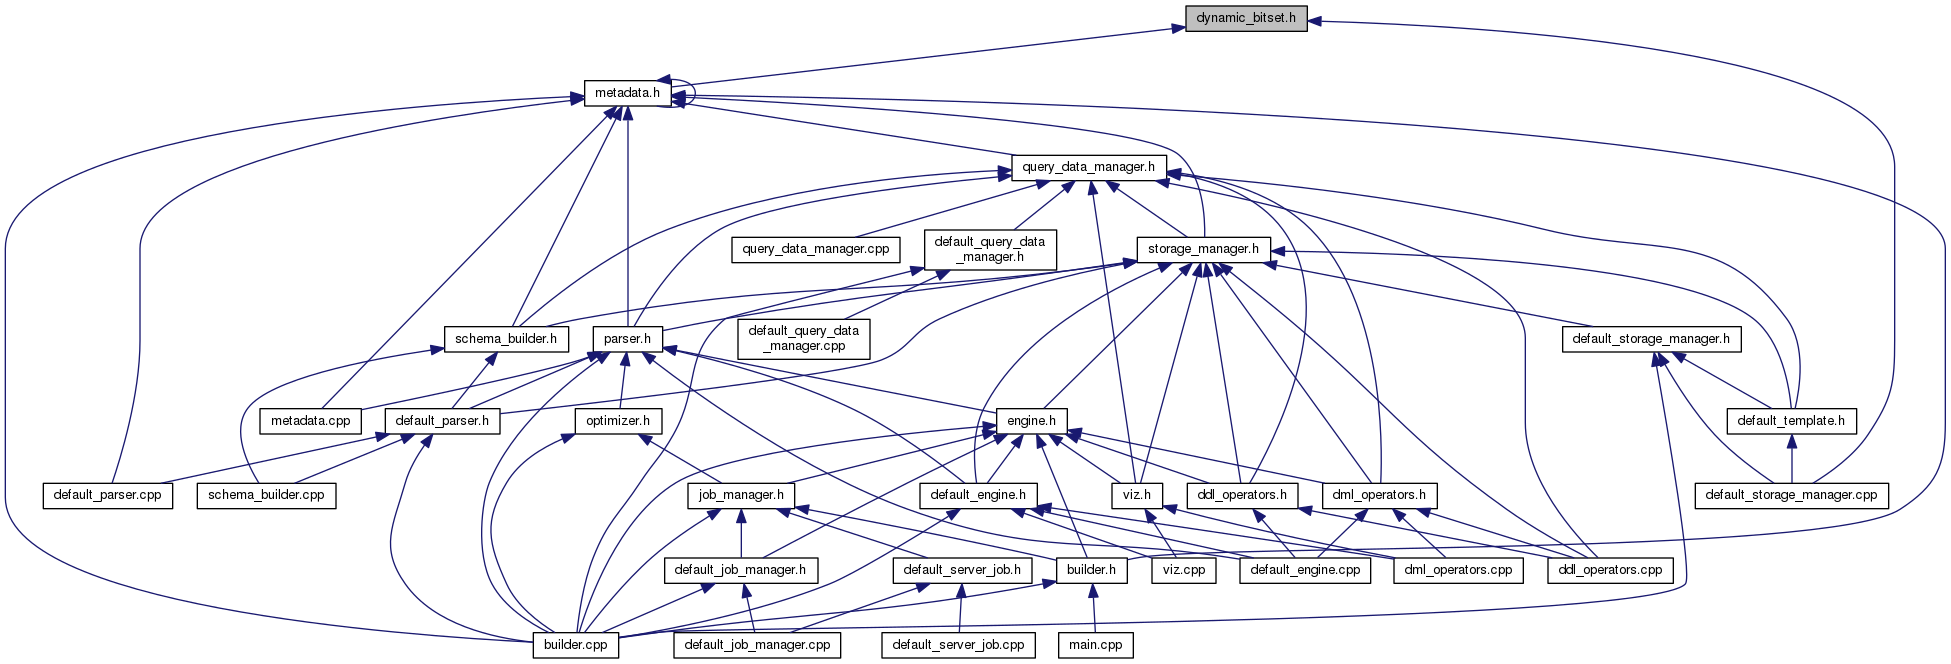 dynamic_bitset.h
metadata.h
query_data_manager.h
query_data_manager.cpp
default_query_data
_manager.h
storage_manager.h
schema_builder.h
parser.h
default_query_data
_manager.cpp
default_storage_manager.h
metadata.cpp
default_parser.h
optimizer.h
engine.h
default_template.h
default_parser.cpp
schema_builder.cpp
job_manager.h
default_engine.h
viz.h
ddl_operators.h
dml_operators.h
default_storage_manager.cpp
default_job_manager.h
default_server_job.h
builder.h
viz.cpp
default_engine.cpp
dml_operators.cpp
ddl_operators.cpp
builder.cpp
default_job_manager.cpp
default_server_job.cpp
main.cpp